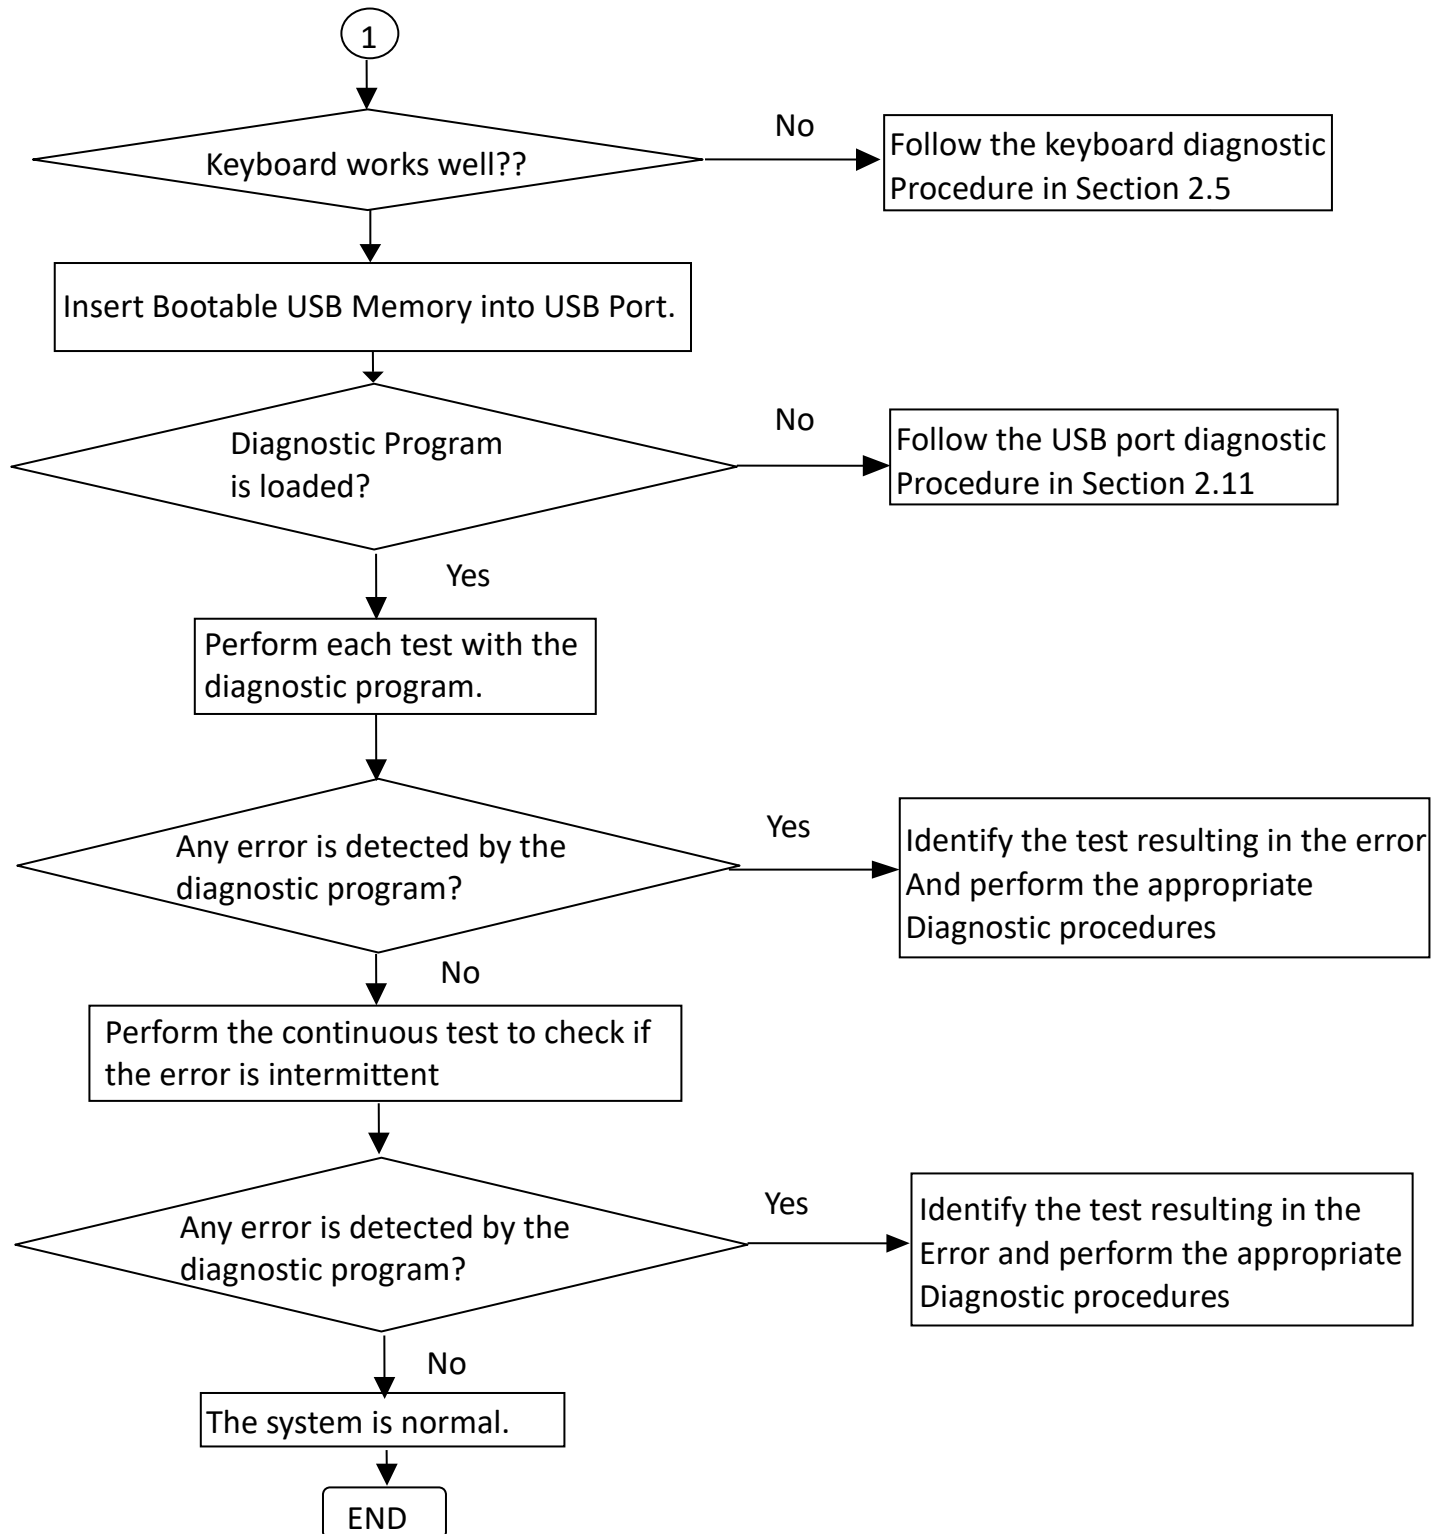 1
No
Keyboard works well??
Follow the keyboard diagnostic
Procedure in Section 2.5
Insert Bootable USB Memory into USB Port.
No
Diagnostic Program
is loaded?
Follow the USB port diagnostic
Procedure in Section 2.11
Yes
Perform each test with the
diagnostic program.
Yes
Any error is detected by the
diagnostic program?
Identify the test resulting in the error
And perform the appropriate
Diagnostic procedures
No
Perform the continuous test to check if
the error is intermittent
Yes
Any error is detected by the
diagnostic program?
Identify the test resulting in the
Error and perform the appropriate
Diagnostic procedures
No
The system is normal.
END